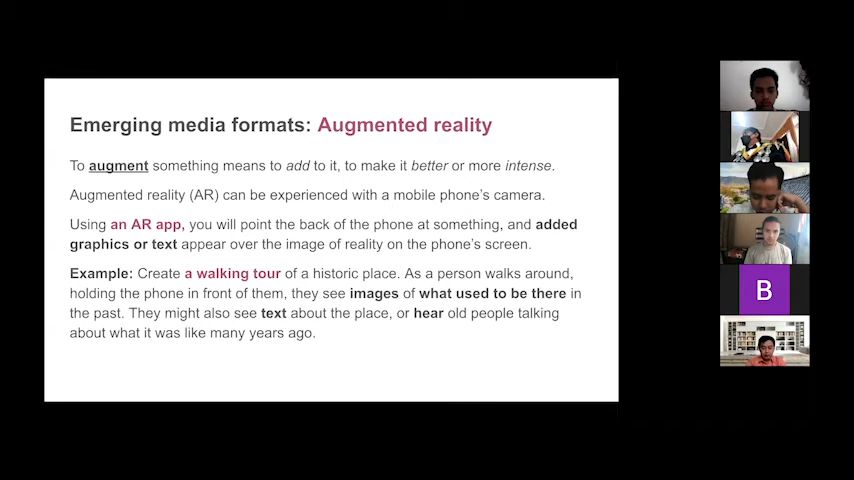 Emerging media formats: Augmented reality
To augment something means to add to it, to make it better or more intense.
Augmented reality (AR) can be experienced with a mobile phone's camera.
Using an AR app, you will point the back of the phone at something, and added
graphics or text appear over the image of reality on the phone's screen.
Example: Create a walking tour of a historic place. As a person walks around,
holding the phone in front of them, they see images of what used to be there in
the past. They might also see text about the place, or hear old people talking
about what it was like many years ago.
B